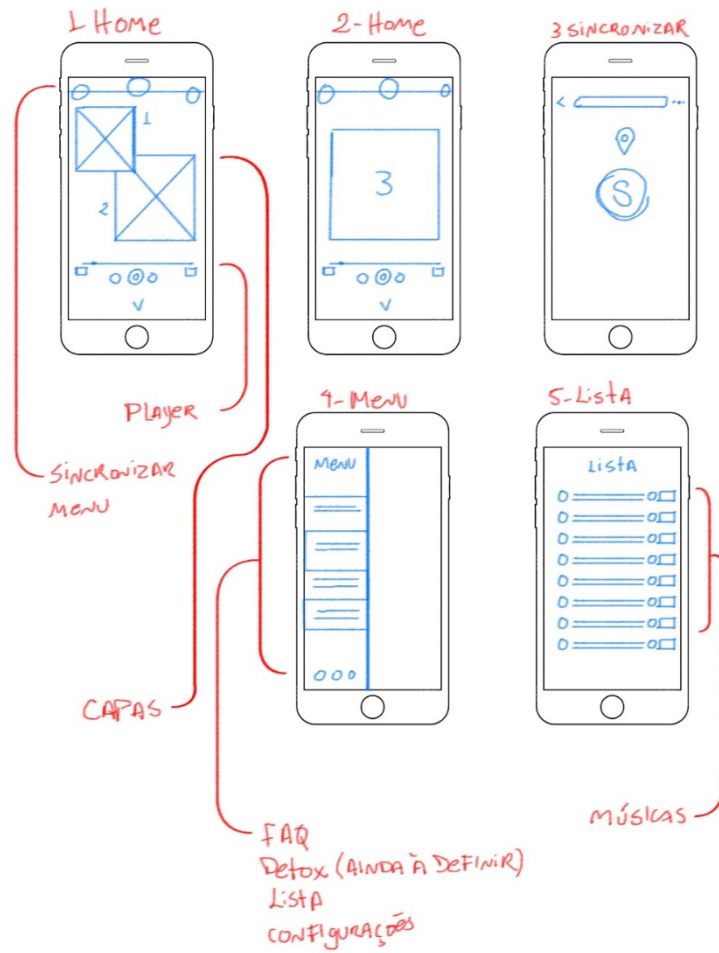 1 Home
2-Home
3 SINCRONIZAR
1
2
3
S
PLAYER
SINCRONIZAR
MENU
4-Menu
5-Lista
Menu
LISTA
CAPAS
MÚSICAS
FAQ
Detox (AINDA À DEFINIR)
LISTA
CONFIGURAÇÕES